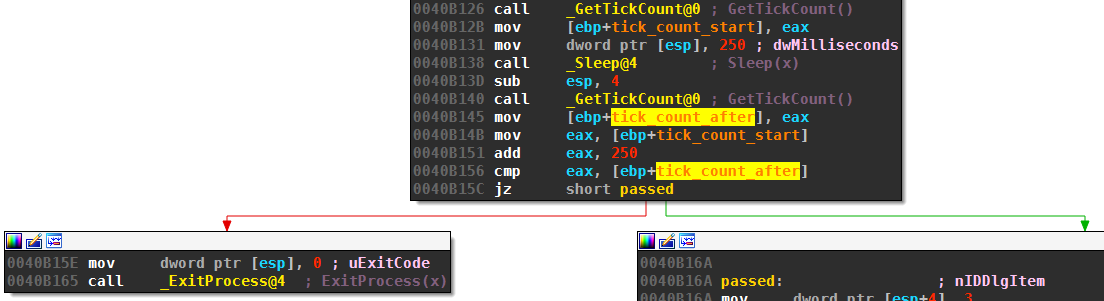 0040B126 call _GetTickCount@0 ; GetTickCount()
0040B12B mov [ebp+tick_count_start], eax
0040B131 mov dword ptr [esp], 250 ; dwMilliseconds
0040B138 call _Sleep@4 ; Sleep(x)
0040B13D sub esp, 4
0040B140 call _GetTickCount@0 ; GetTickCount()
0040B145 mov [ebp+tick_count_after], eax
0040B14B mov eax, [ebp+tick_count_start]
0040B151 add eax, 250
0040B156 cmp eax, [ebp+tick_count_after]
0040B15C jz short passed
0040B15E mov dword ptr [esp], 0 ; uExitCode
0040B165 call _ExitProcess@4 ; ExitProcess(x)
0040B16A
0040B16A passed: ; nIDDlgItem
0040B16A mov dword ptr [esp+4], 3